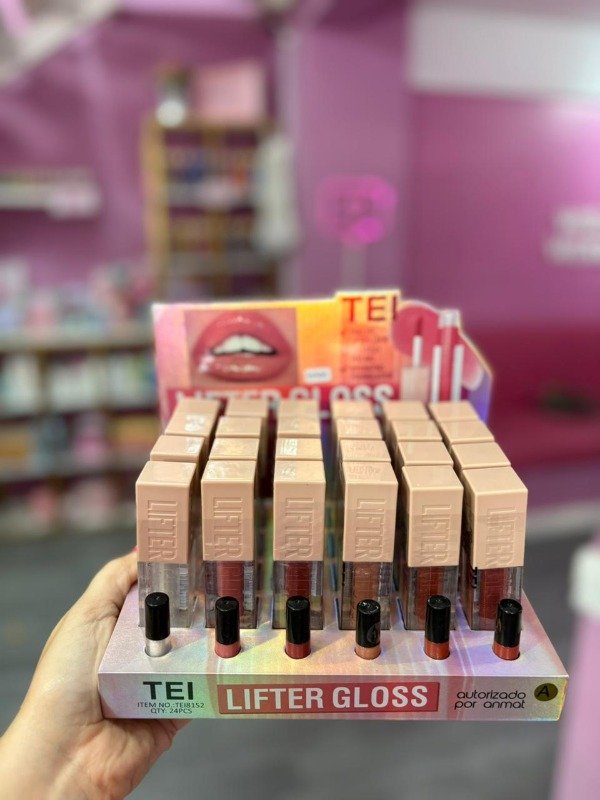 TEI
LIFTER GLOSS
LIFTER
LIFTER
LIFTER
LIFTER
LIFTER
LIFTER
TEI
ITEM NO.:TEI8152
QTY: 24PCS
LIFTER GLOSS
autorizado
por anmat
A